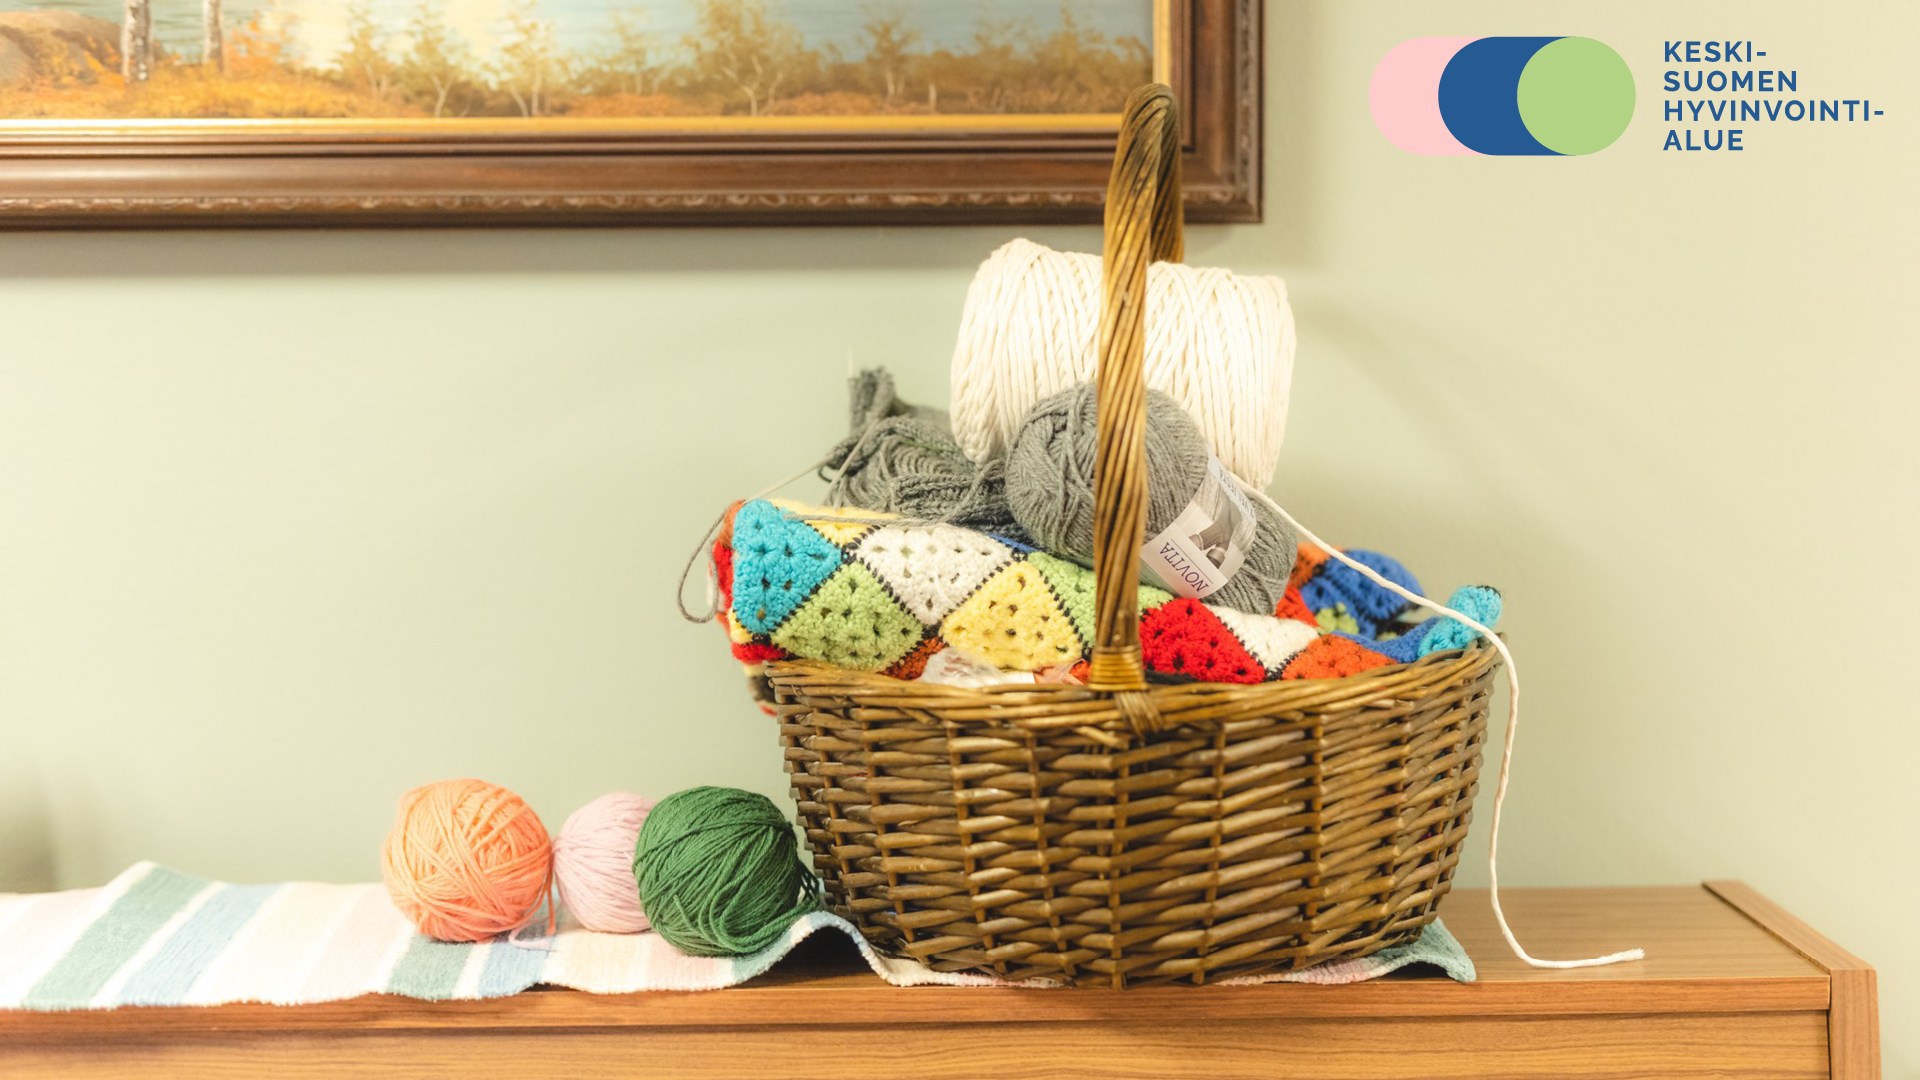 KESKI-
SUOMEN
HYVINVOINTI-
ALUE
NOVITA